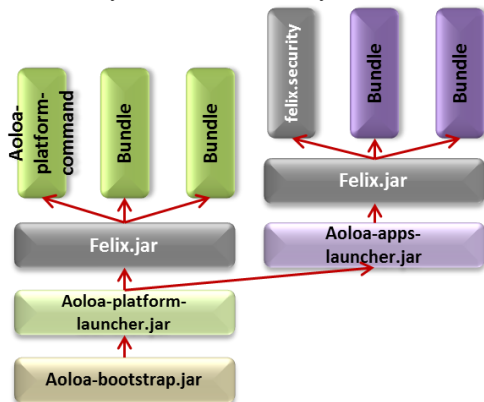 Aoloa-
platform-
command
Bundle
Bundle
felix.security
Bundle
Bundle
Felix.jar
Felix.jar
Aoloa-apps-
launcher.jar
Aoloa-platform-
launcher.jar
Aoloa-bootstrap.jar